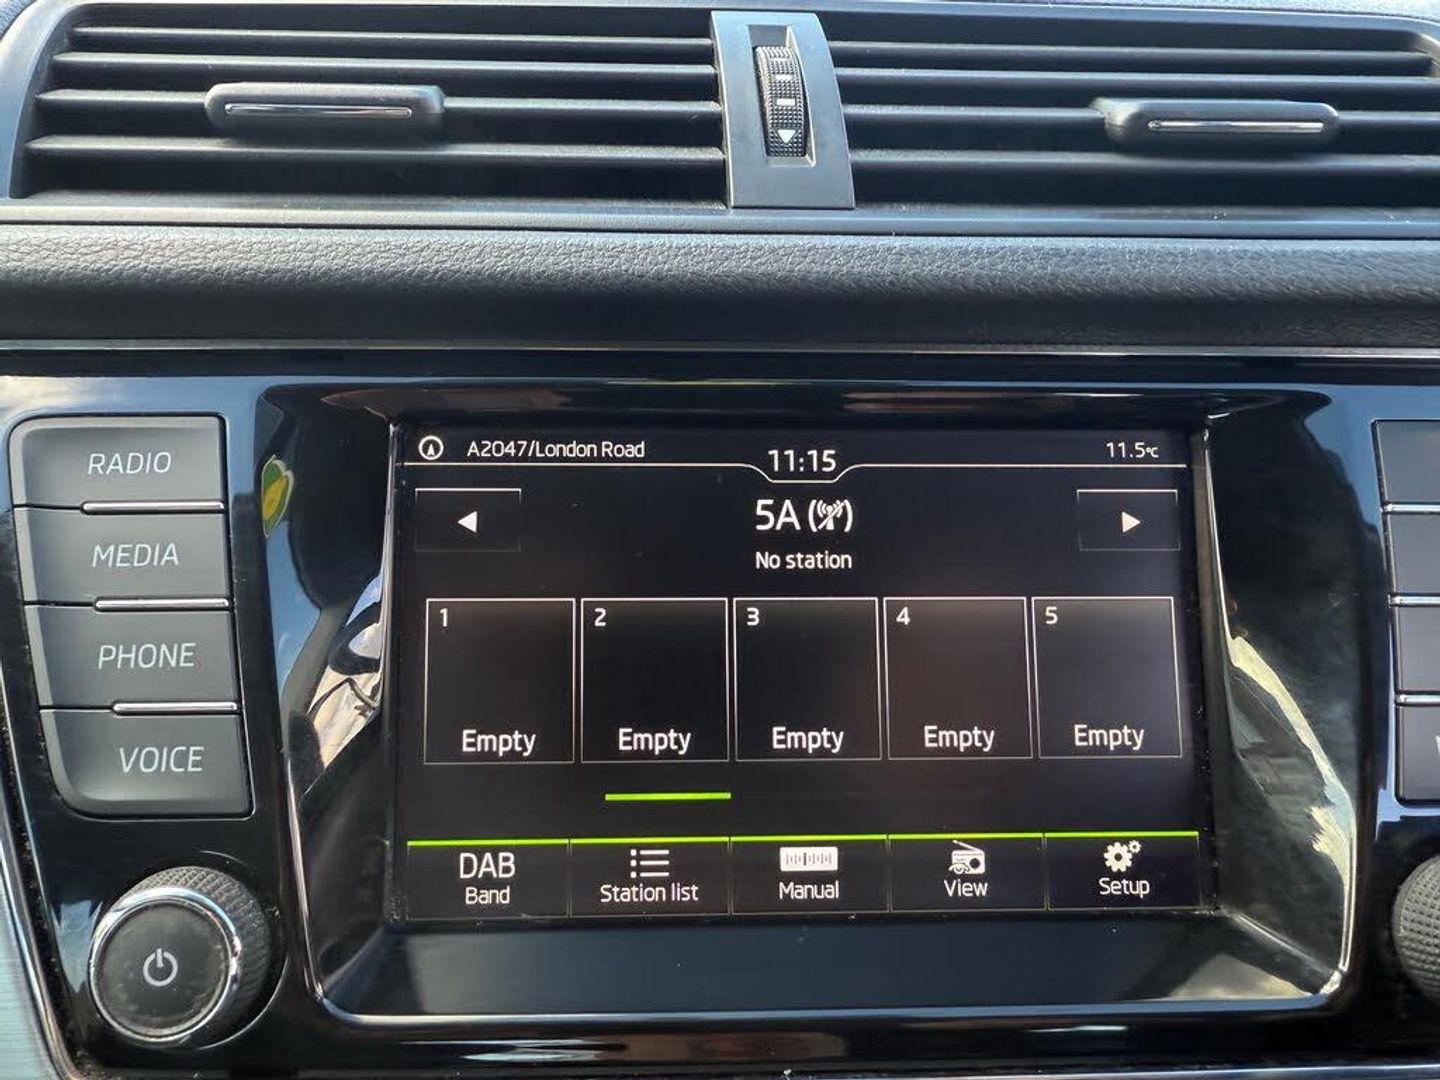 A2047/London Road
11:15
11.5°C
5A
No station
1
2
3
4
5
Empty
Empty
Empty
Empty
Empty
DAB
Band
Station list
Manual
View
Setup
RADIO
MEDIA
PHONE
VOICE